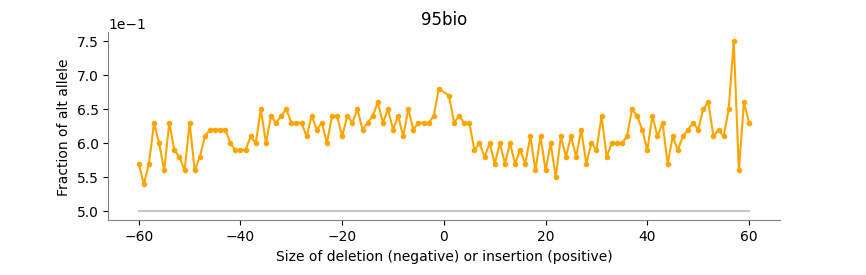 95bio
1e−1
7.5
7.0
6.5
6.0
5.5
5.0
Fraction of alt allele
−60 −40 −20 0 20 40 60
Size of deletion (negative) or insertion (positive)